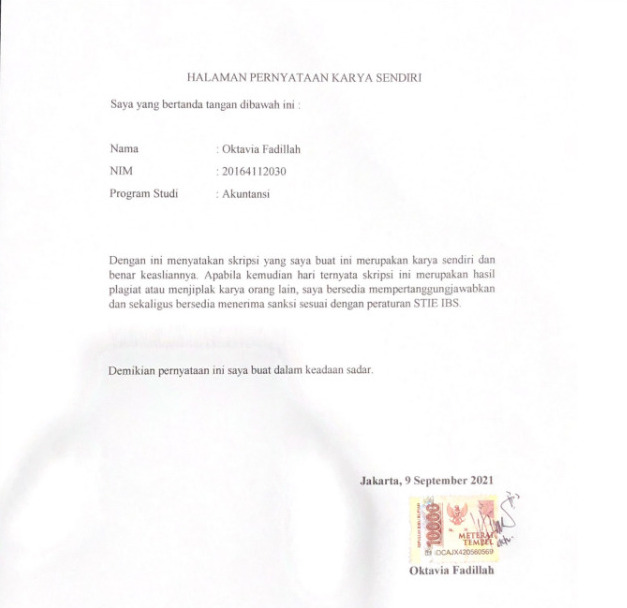 HALAMAN PERNYATAAN KARYA SENDIRI
Saya yang bertanda tangan dibawah ini :
Nama : Oktavia Fadillah
NIM : 20164112030
Program Studi : Akuntansi
Dengan ini menyatakan skripsi yang saya buat ini merupakan karya sendiri dan
benar keasliannya. Apabila kemudian hari ternyata skripsi ini merupakan hasil
plagiat atau menjiplak karya orang lain, saya bersedia mempertanggungjawabkan
dan sekaligus bersedia menerima sanksi sesuai dengan peraturan STIE IBS.
Demikian pernyataan ini saya buat dalam keadaan sadar.
Jakarta, 9 September 2021
10000
METERAI
TEMPEL
DCAJX420560569
Oktavia Fadillah